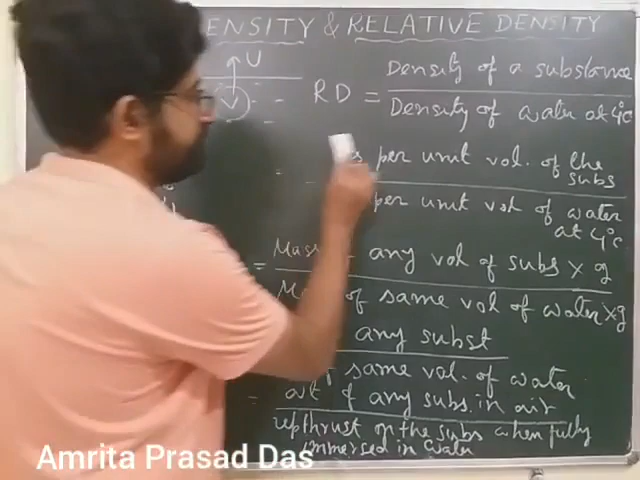 ENSITY & RELATIVE DENSITY
U
V
RD = Density of a substance
Density of water at 4°c
per unit vol. of the
subs
per unit vol of water
at 4°c
= Mass any vol of subs x g
of same vol of water x g
any subst
same vol. of water
= wt of any subs. in air
upthrust on the subs when fully
immersed in water
Amrita Prasad Das